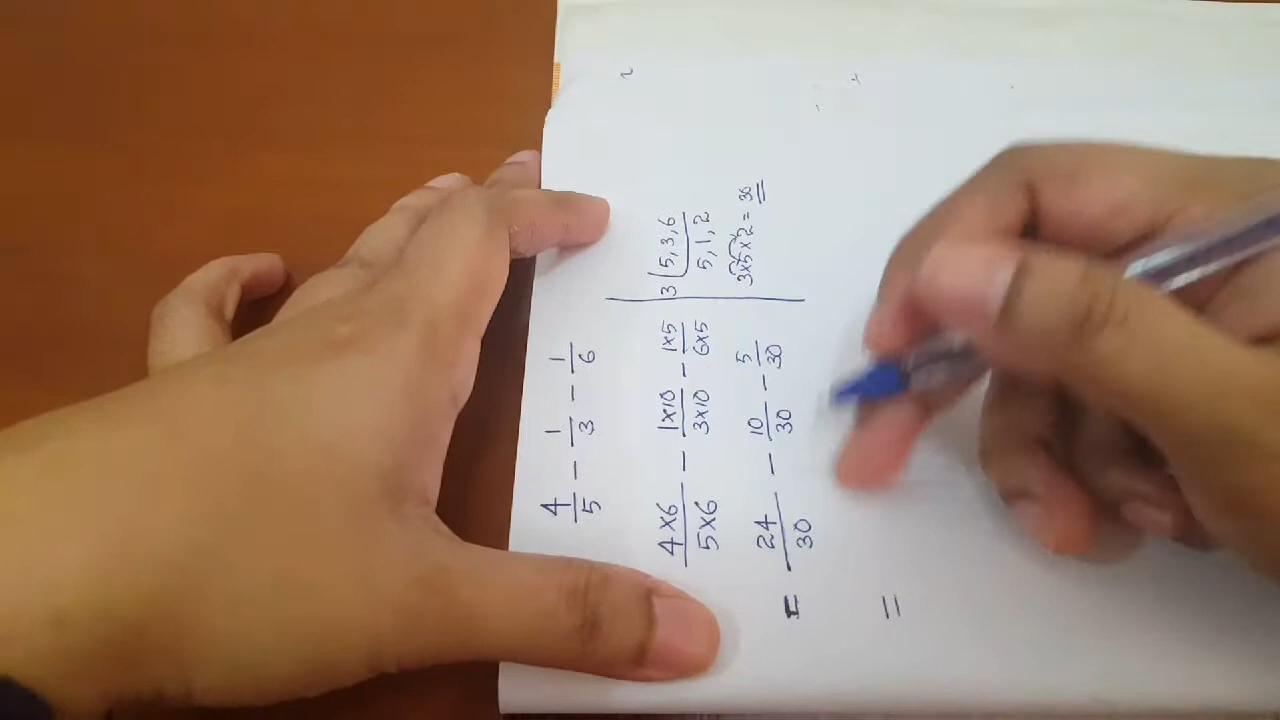 4/5 - 1/3 - 1/6
4×6/5×6 - 1×10/3×10 - 1×5/6×5
= 24/30 - 10/30 - 5/30
=
3 | 5, 3, 6
5, 1, 2
3×5×2 = 30